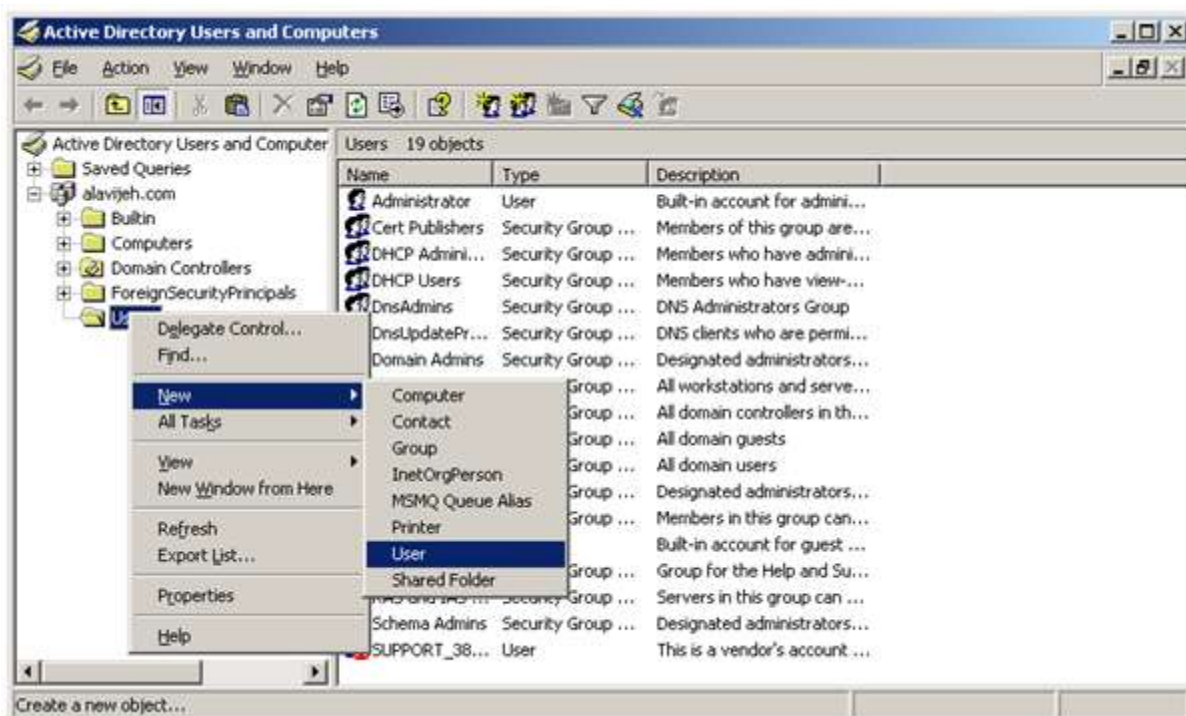 Active Directory Users and Computers
File Action View Window Help
Active Directory Users and Computer
Saved Queries
alavijeh.com
Builtin
Computers
Domain Controllers
ForeignSecurityPrincipals
Users 19 objects
Name Type Description
Administrator User Built-in account for admini...
Cert Publishers Security Group ... Members of this group are...
DHCP Admini... Security Group ... Members who have admini...
DHCP Users Security Group ... Members who have view-...
DnsAdmins Security Group ... DNS Administrators Group
DnsUpdatePr... Security Group ... DNS clients who are permi...
Domain Admins Security Group ... Designated administrators...
Group ... All workstations and serve...
Group ... All domain controllers in th...
Group ... All domain guests
Group ... All domain users
Group ... Designated administrators...
Group ... Members in this group can...
Built-in account for guest ...
Group ... Group for the Help and Su...
Group ... Servers in this group can ...
Schema Admins Security Group ... Designated administrators...
SUPPORT_38... User This is a vendor's account ...
Delegate Control...
Find...
New
All Tasks
View
New Window from Here
Refresh
Export List...
Properties
Help
Computer
Contact
Group
InetOrgPerson
MSMQ Queue Alias
Printer
User
Shared Folder
Create a new object...